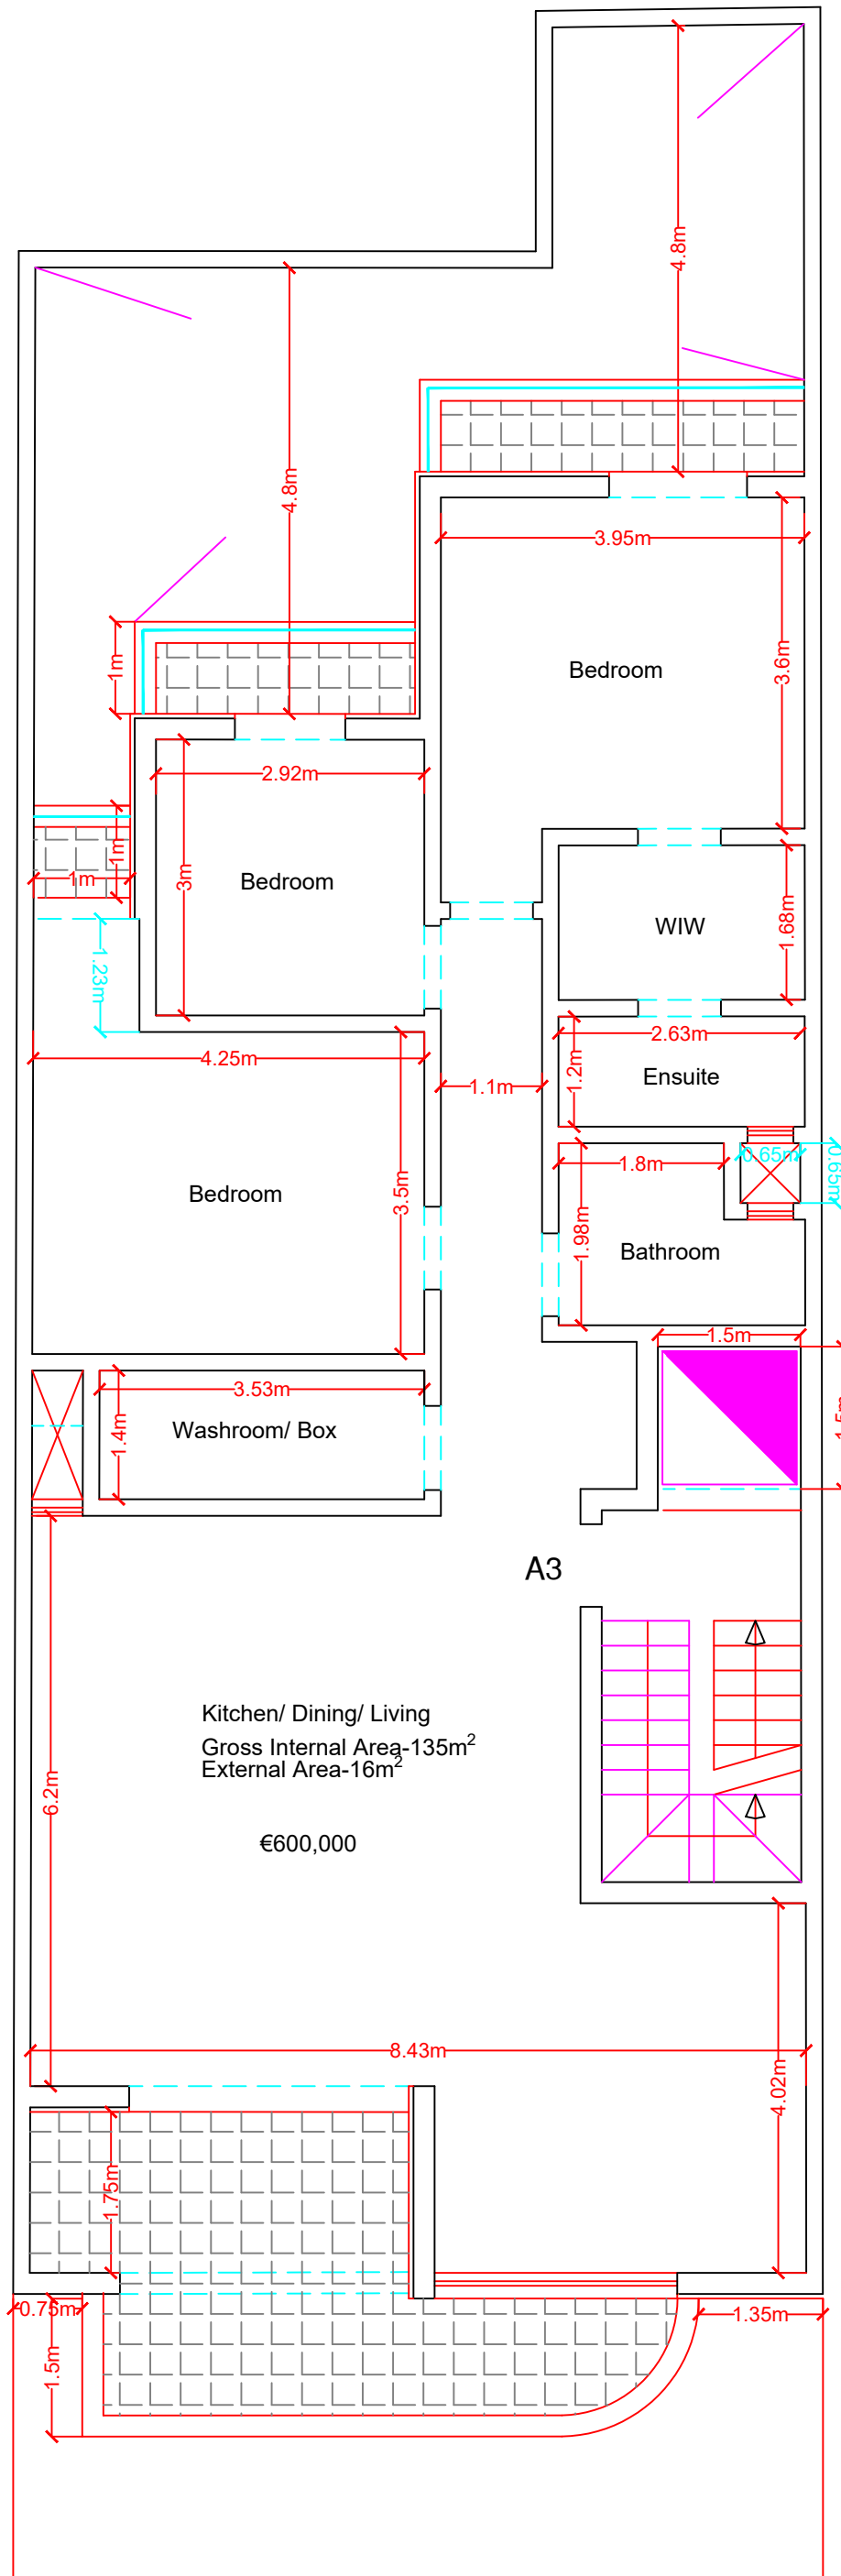 4.8m
4.8m
3.95m
Bedroom
3.6m
1m
2.92m
3m
Bedroom
1m
1m
WIW
1.68m
1.23m
2.63m
4.25m
1.1m
1.2m
Ensuite
0.65m
0.65m
1.8m
Bedroom
3.5m
1.98m
Bathroom
1.5m
1.5m
3.53m
Washroom/ Box
1.4m
A3
Kitchen/ Dining/ Living
Gross Internal Area-135m²
External Area-16m²
6.2m
€600,000
8.43m
4.02m
1.75m
0.75m
1.35m
1.5m